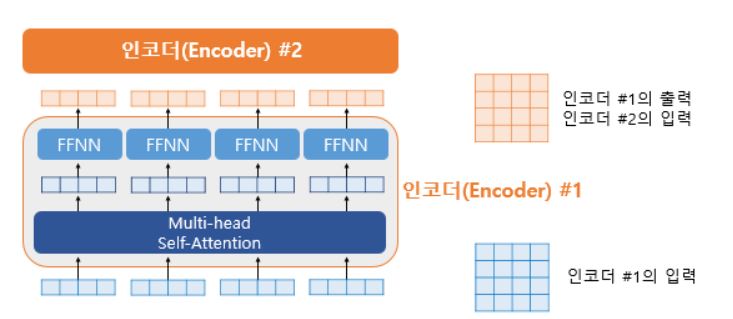 인코더(Encoder) #2
인코더 #1의 출력
인코더 #2의 입력
FFNN
FFNN
FFNN
FFNN
인코더(Encoder) #1
Multi-head
Self-Attention
인코더 #1의 입력